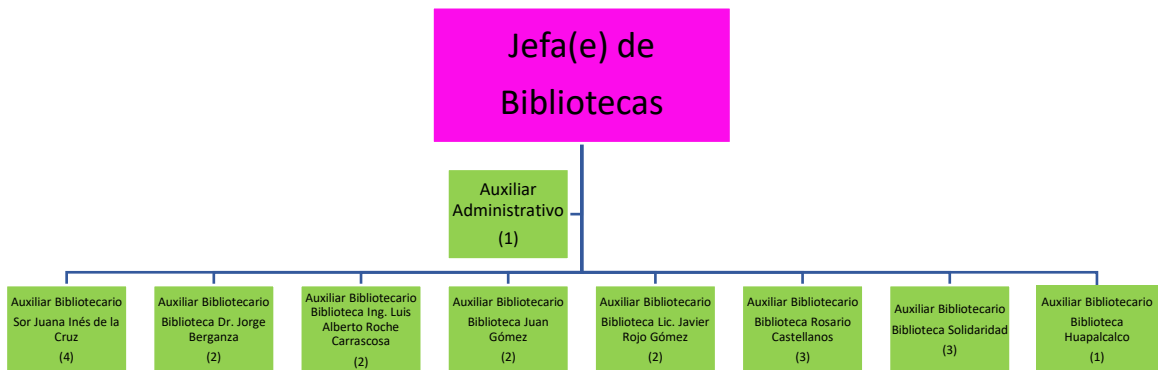 Jefa(e) de
Bibliotecas
Auxiliar
Administrativo
(1)
Auxiliar Bibliotecario
Sor Juana Inés de la
Cruz
(4)
Auxiliar Bibliotecario
Biblioteca Dr. Jorge
Berganza
(2)
Auxiliar Bibliotecario
Biblioteca Ing. Luis
Alberto Roche
Carrascosa
(2)
Auxiliar Bibliotecario
Biblioteca Juan
Gómez
(2)
Auxiliar Bibliotecario
Biblioteca Lic. Javier
Rojo Gómez
(2)
Auxiliar Bibliotecario
Biblioteca Rosario
Castellanos
(3)
Auxiliar Bibliotecario
Biblioteca Solidaridad
(3)
Auxiliar Bibliotecario
Biblioteca
Huapalcalco
(1)